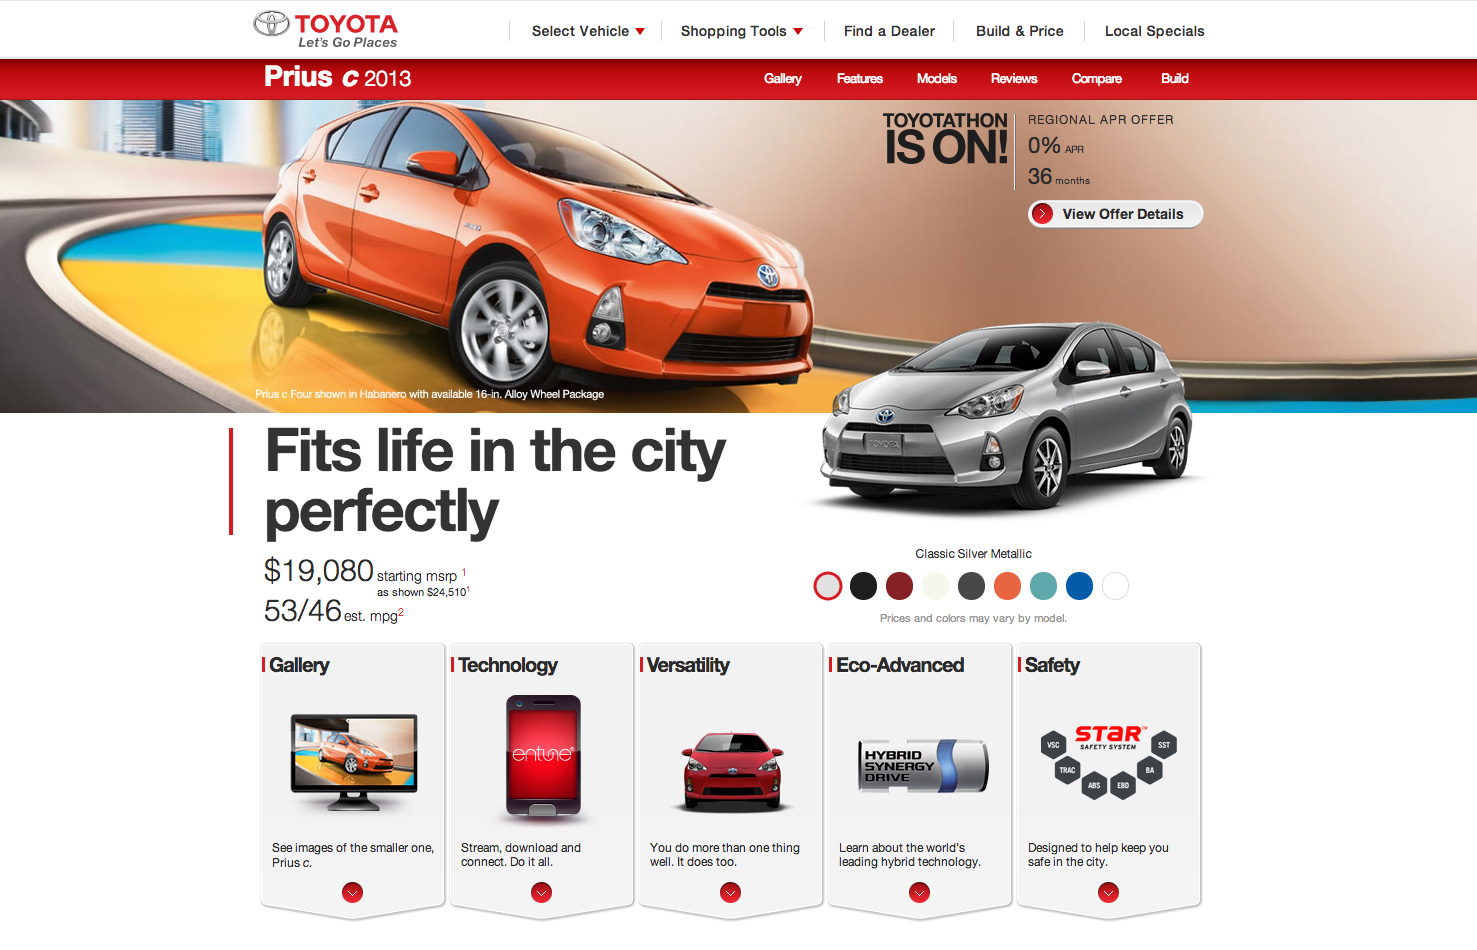 TOYOTA
Let's Go Places
Select Vehicle
Shopping Tools
Find a Dealer
Build & Price
Local Specials
Prius c 2013
Gallery
Features
Models
Reviews
Compare
Build
TOYOTATHON
IS ON!
REGIONAL APR OFFER
0% APR
36 months
View Offer Details
Prius c Four shown in Habanero with available 16-in. Alloy Wheel Package
TOYOTA
Fits life in the city
perfectly
$19,080 starting msrp 1
as shown $24,510 1
53/46 est. mpg 2
Classic Silver Metallic
Prices and colors may vary by model.
Gallery
See images of the smaller one,
Prius c.
Technology
entune®
Stream, download and
connect. Do it all.
Versatility
You do more than one thing
well. It does too.
Eco-Advanced
HYBRID
SYNERGY
DRIVE
Learn about the world's
leading hybrid technology.
Safety
STAR™
SAFETY SYSTEM
VSC
TRAC
ABS
EBD
BA
SST
Designed to help keep you
safe in the city.